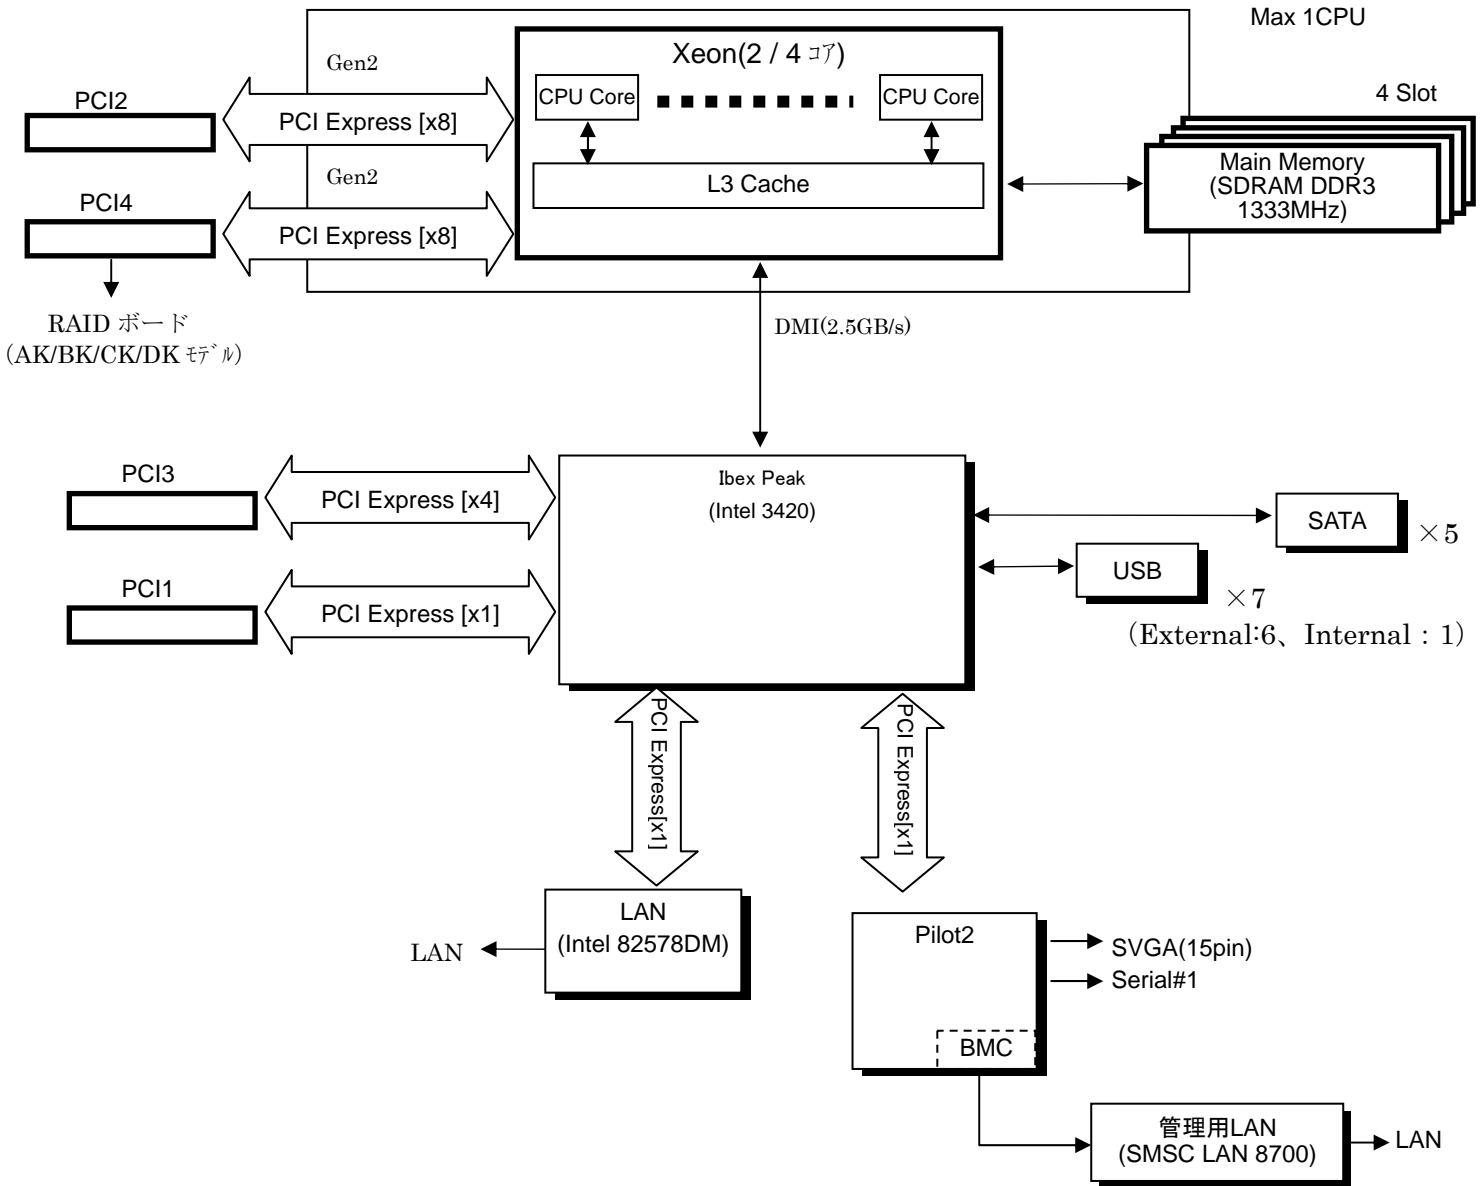 Max 1CPU
Xeon(2 / 4 ｺｱ)
Gen2
PCI2
PCI Express [x8]
CPU Core
CPU Core
4 Slot
L3 Cache
Main Memory
(SDRAM DDR3
1333MHz)
Gen2
PCI4
PCI Express [x8]
RAID ボード
(AK/BK/CK/DK ﾓﾃﾞﾙ)
DMI(2.5GB/s)
PCI3
PCI Express [x4]
Ibex Peak
(Intel 3420)
SATA
×5
USB
×7
(External:6、Internal：1)
PCI1
PCI Express [x1]
PCI Express[x1]
PCI Express[x1]
LAN
(Intel 82578DM)
LAN
Pilot2
SVGA(15pin)
Serial#1
BMC
管理用LAN
(SMSC LAN 8700)
LAN